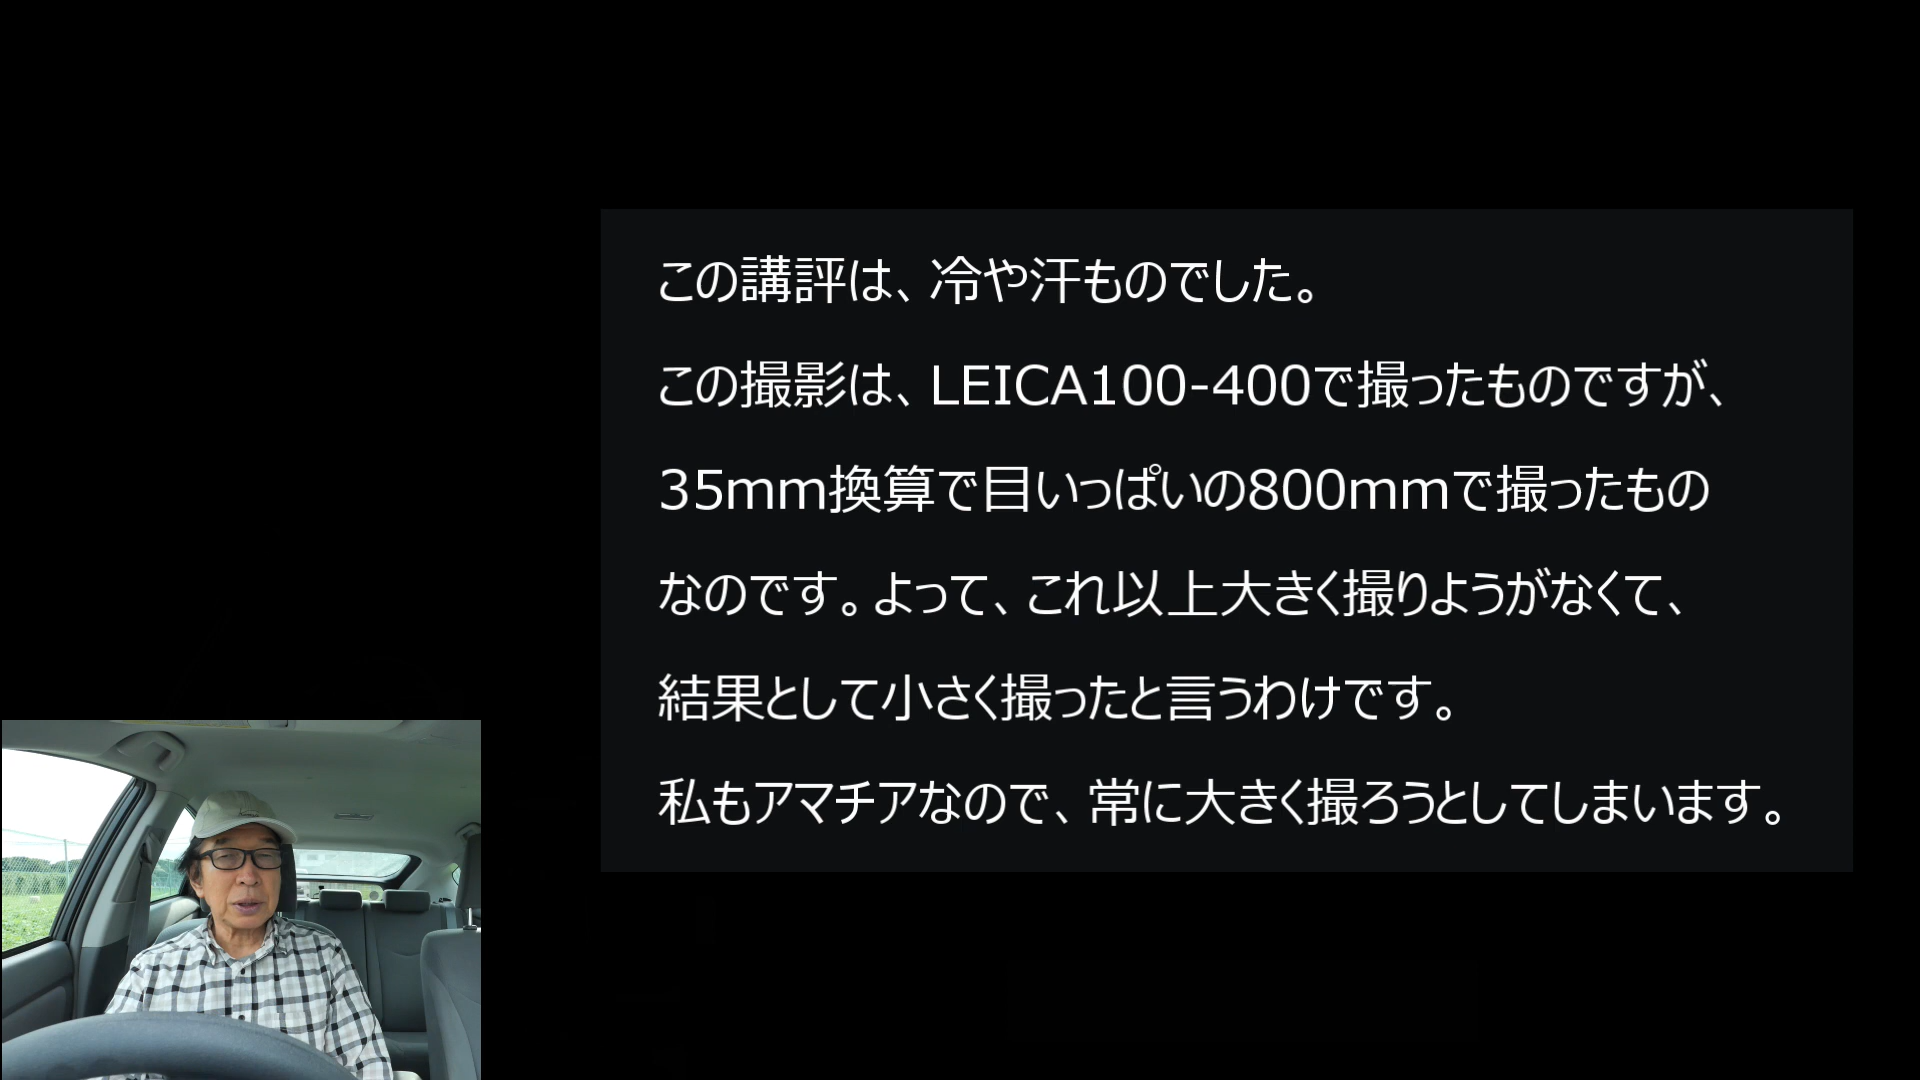 この講評は、冷や汗ものでした。
この撮影は、LEICA100-400で撮ったものですが、
35mm換算で目いっぱいの800mmで撮ったもの
なのです。よって、これ以上大きく撮りようがなくて、
結果として小さく撮ったと言うわけです。
私もアマチアなので、常に大きく撮ろうとしてしまいます。